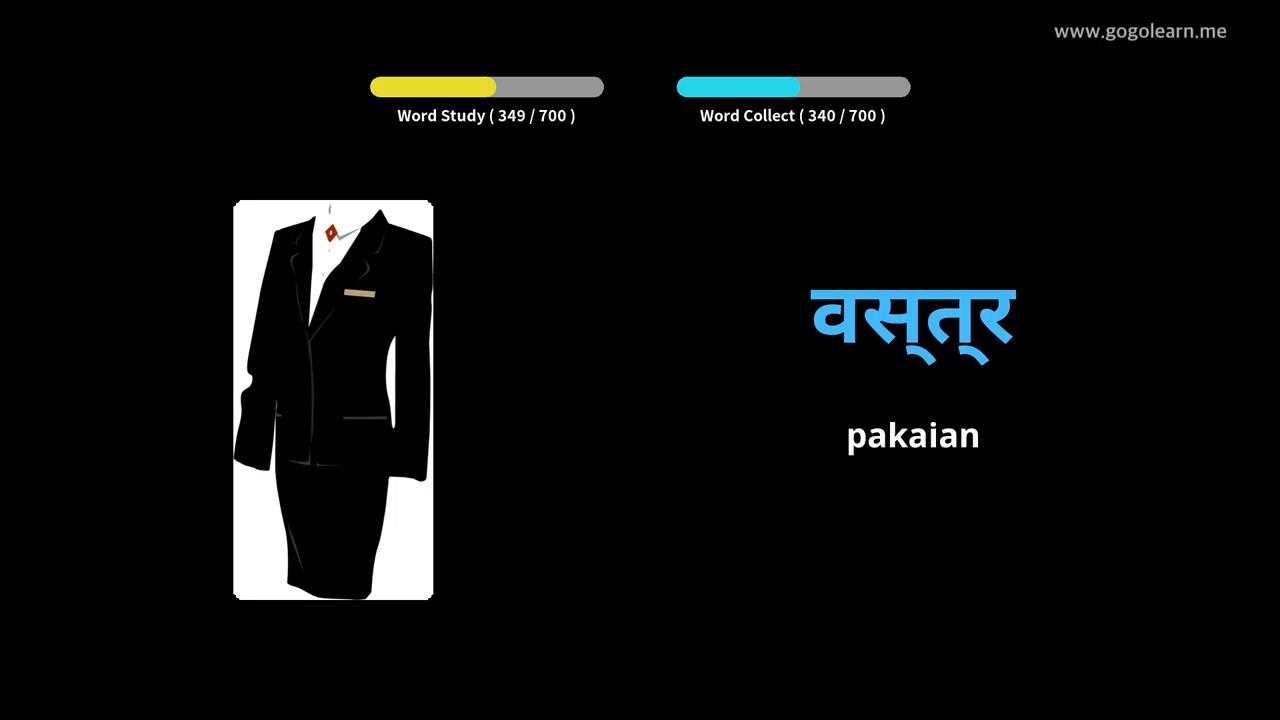 www.gogolearn.me
Word Study ( 349 / 700 )
Word Collect ( 340 / 700 )
वस्त्र
pakaian